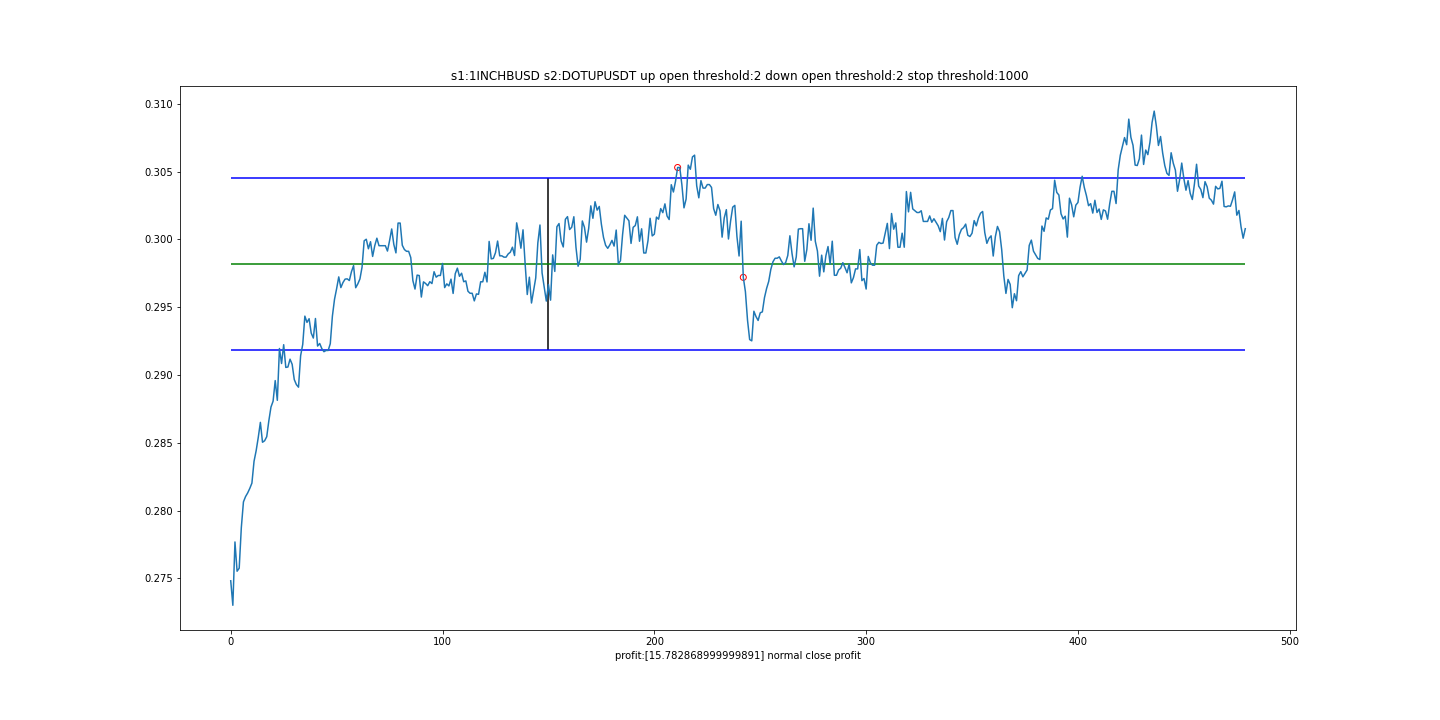 s1:1INCHBUSD s2:DOTUPUSDT up open threshold:2 down open threshold:2 stop threshold:1000
0.310
0.305
0.300
0.295
0.290
0.285
0.280
0.275
0 100 200 300 400 500
profit:[15.782868999999891] normal close profit